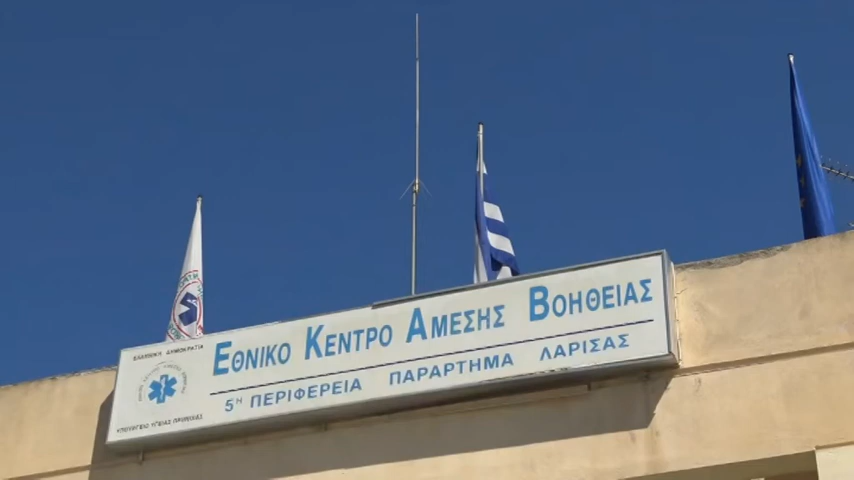 ΕΛΛΗΝΙΚΗ ΔΗΜΟΚΡΑΤΙΑ
ΥΠΟΥΡΓΕΙΟ ΥΓΕΙΑΣ ΠΡΟΝΟΙΑΣ
ΕΘΝΙΚΟ ΚΕΝΤΡΟ ΑΜΕΣΗΣ ΒΟΗΘΕΙΑΣ
5Η ΠΕΡΙΦΕΡΕΙΑ ΠΑΡΑΡΤΗΜΑ ΛΑΡΙΣΑΣ